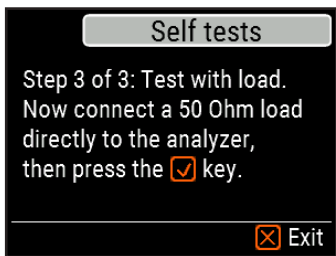 Self tests
Step 3 of 3: Test with load.
Now connect a 50 Ohm load
directly to the analyzer,
then press the key.
Exit